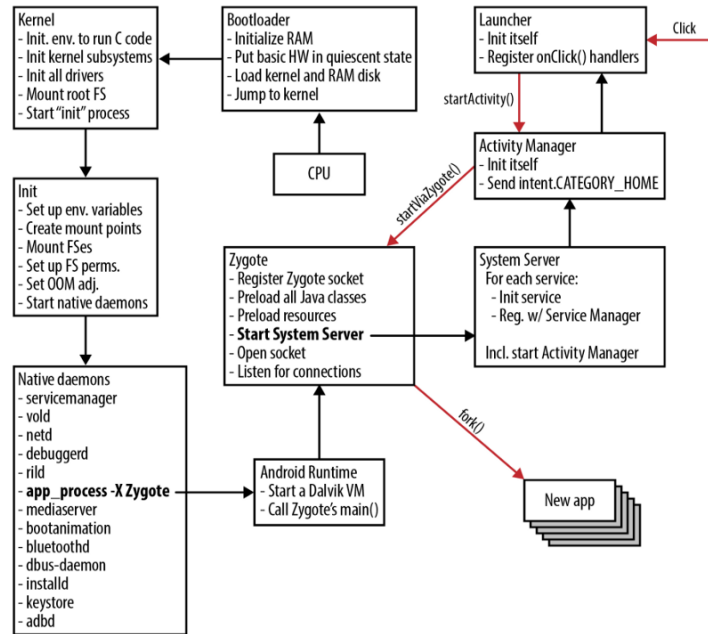 Kernel
- Init. env. to run C code
- Init kernel subsystems
- Init all drivers
- Mount root FS
- Start “init” process
Bootloader
- Initialize RAM
- Put basic HW in quiescent state
- Load kernel and RAM disk
- Jump to kernel
Launcher
- Init itself
- Register onClick() handlers
Click
startActivity()
CPU
Activity Manager
- Init itself
- Send intent.CATEGORY_HOME
startViaZygote()
Init
- Set up env. variables
- Create mount points
- Mount FSes
- Set up FS perms.
- Set OOM adj.
- Start native daemons
Zygote
- Register Zygote socket
- Preload all Java classes
- Preload resources
- Start System Server
- Open socket
- Listen for connections
System Server
For each service:
- Init service
- Reg. w/ Service Manager
Incl. start Activity Manager
Native daemons
- servicemanager
- vold
- netd
- debuggerd
- rild
- app_process -X Zygote
- mediaserver
- bootanimation
- bluetoothd
- dbus-daemon
- installd
- keystore
- adbd
Android Runtime
- Start a Dalvik VM
- Call Zygote’s main()
fork()
New app